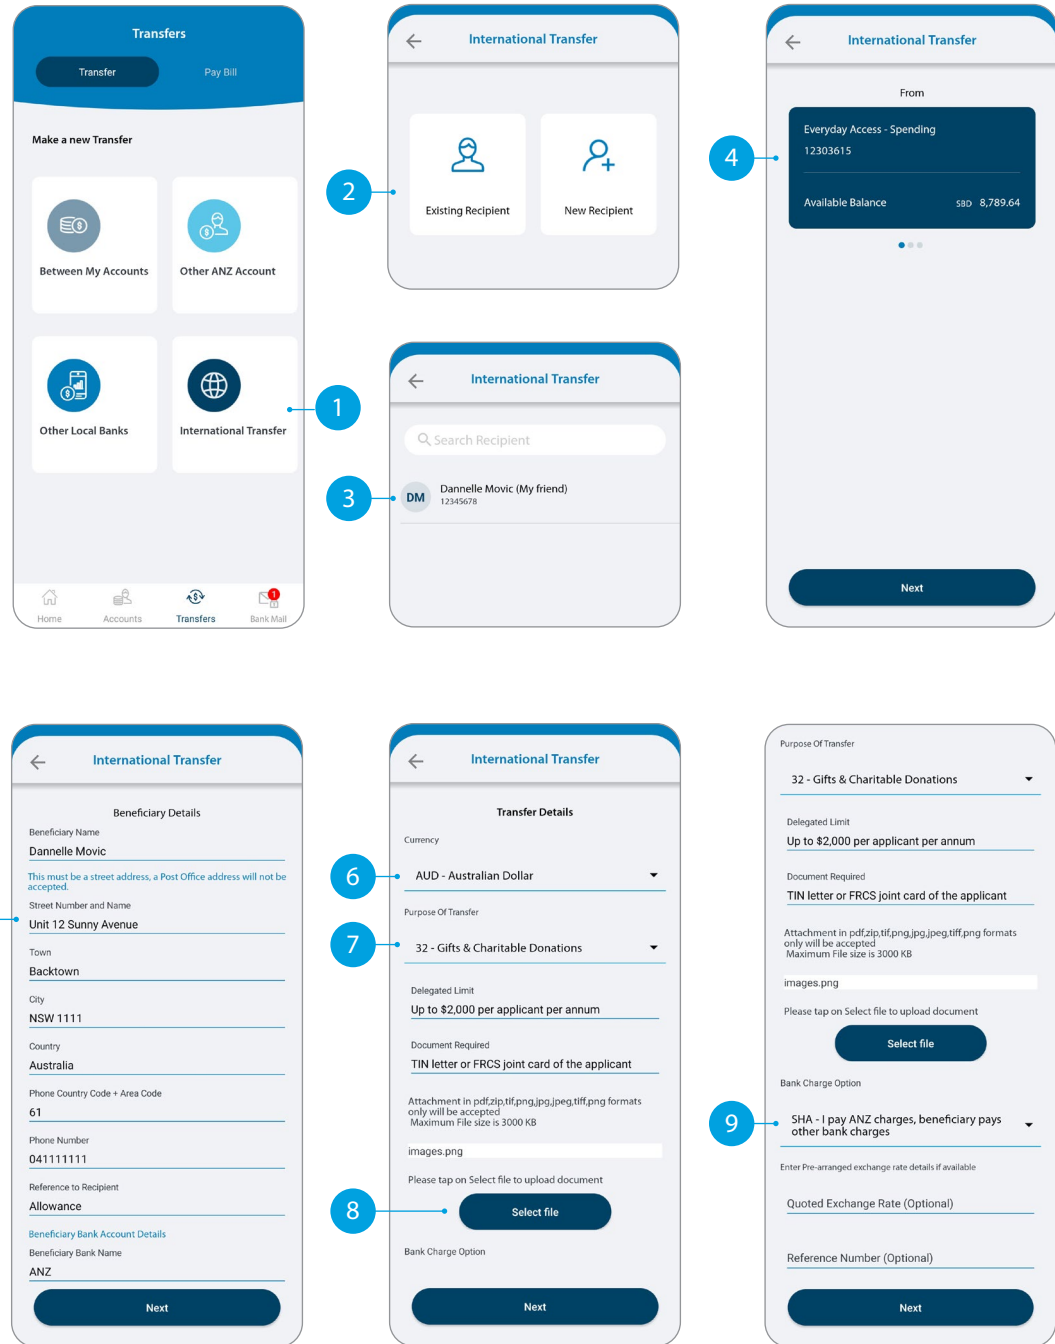 Transfers
Transfer
Pay Bill
Make a new Transfer
Between My Accounts
Other ANZ Account
Other Local Banks
International Transfer
1
Home
Accounts
Transfers
1
Bank Mail
International Transfer
2
Existing Recipient
New Recipient
International Transfer
Search Recipient
3
DM
Dannelle Movic (My friend)
12345678
International Transfer
From
4
Everyday Access - Spending
12303615
Available Balance
SBD 8,789.64
Next
International Transfer
Beneficiary Details
Beneficiary Name
Dannelle Movic
This must be a street address, a Post Office address will not be
accepted.
Street Number and Name
Unit 12 Sunny Avenue
Town
Backtown
City
NSW 1111
Country
Australia
Phone Country Code + Area Code
61
Phone Number
041111111
Reference to Recipient
Allowance
Beneficiary Bank Account Details
Beneficiary Bank Name
ANZ
Next
International Transfer
Transfer Details
Currency
6
AUD - Australian Dollar
Purpose Of Transfer
7
32 - Gifts & Charitable Donations
Delegated Limit
Up to $2,000 per applicant per annum
Document Required
TIN letter or FRCS joint card of the applicant
Attachment in pdf,zip,tif,png,jpg,jpeg,tiff,png formats
only will be accepted
Maximum File size is 3000 KB
images.png
Please tap on Select file to upload document
8
Select file
Bank Charge Option
Next
Purpose Of Transfer
32 - Gifts & Charitable Donations
Delegated Limit
Up to $2,000 per applicant per annum
Document Required
TIN letter or FRCS joint card of the applicant
Attachment in pdf,zip,tif,png,jpg,jpeg,tiff,png formats
only will be accepted
Maximum File size is 3000 KB
images.png
Please tap on Select file to upload document
Select file
Bank Charge Option
9
SHA - I pay ANZ charges, beneficiary pays
other bank charges
Enter Pre-arranged exchange rate details if available
Quoted Exchange Rate (Optional)
Reference Number (Optional)
Next